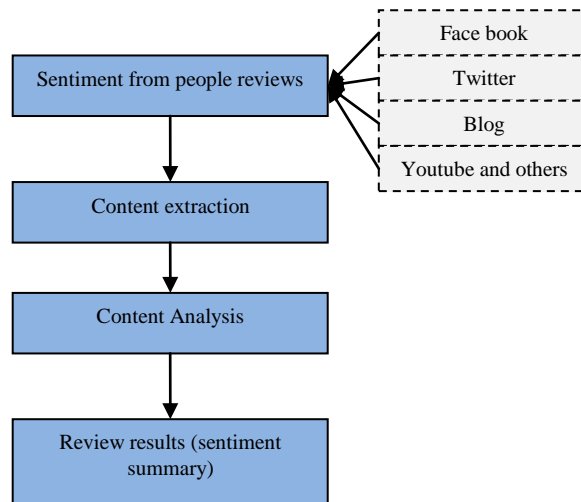 Sentiment from people reviews
Face book
Twitter
Blog
Youtube and others
Content extraction
Content Analysis
Review results (sentiment
summary)